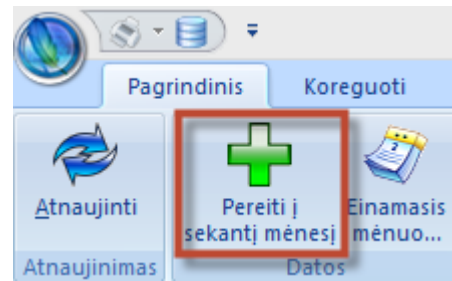 Pagrindinis Koreguoti
Atnaujinti
Pereiti į
sekantį mėnesį
Einamasis
mėnuo...
Atnaujinimas Datos